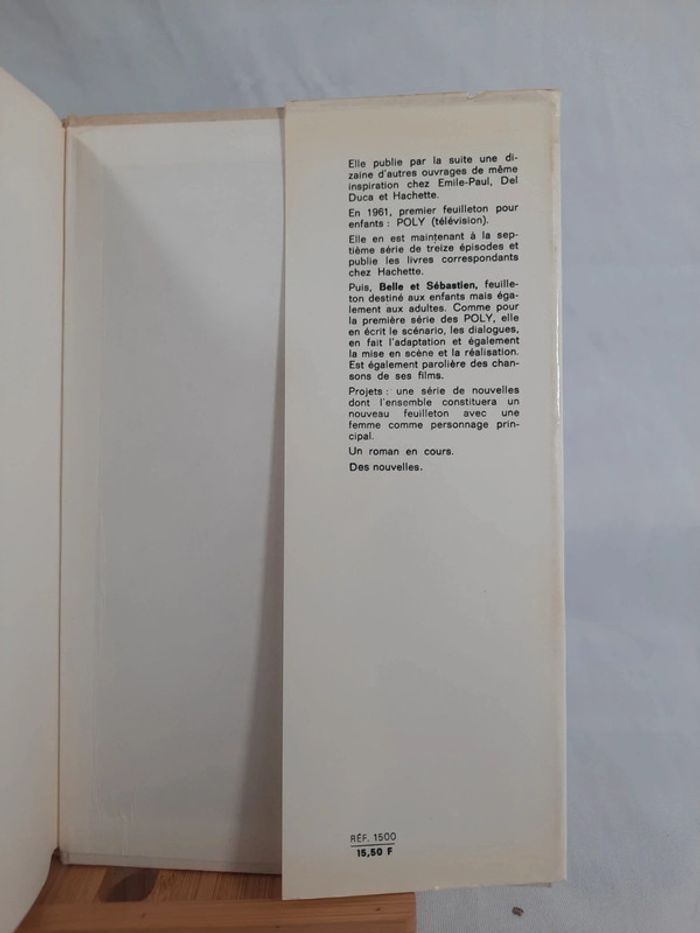 Elle publie par la suite une di-
zaine d'autres ouvrages de même
inspiration chez Emile-Paul, Del
Duca et Hachette.
En 1961, premier feuilleton pour
enfants : POLY (télévision).
Elle en est maintenant à la sep-
tième série de treize épisodes et
publie les livres correspondants
chez Hachette.
Puis, Belle et Sébastien, feuille-
ton destiné aux enfants mais éga-
lement aux adultes. Comme pour
la première série des POLY, elle
en écrit le scénario, les dialogues,
en fait l'adaptation et également
la mise en scène et la réalisation.
Est également parolière des chan-
sons de ses films.
Projets : une série de nouvelles
dont l'ensemble constituera un
nouveau feuilleton avec une
femme comme personnage prin-
cipal.
Un roman en cours.
Des nouvelles.
RÉF. 1500
15,50 F